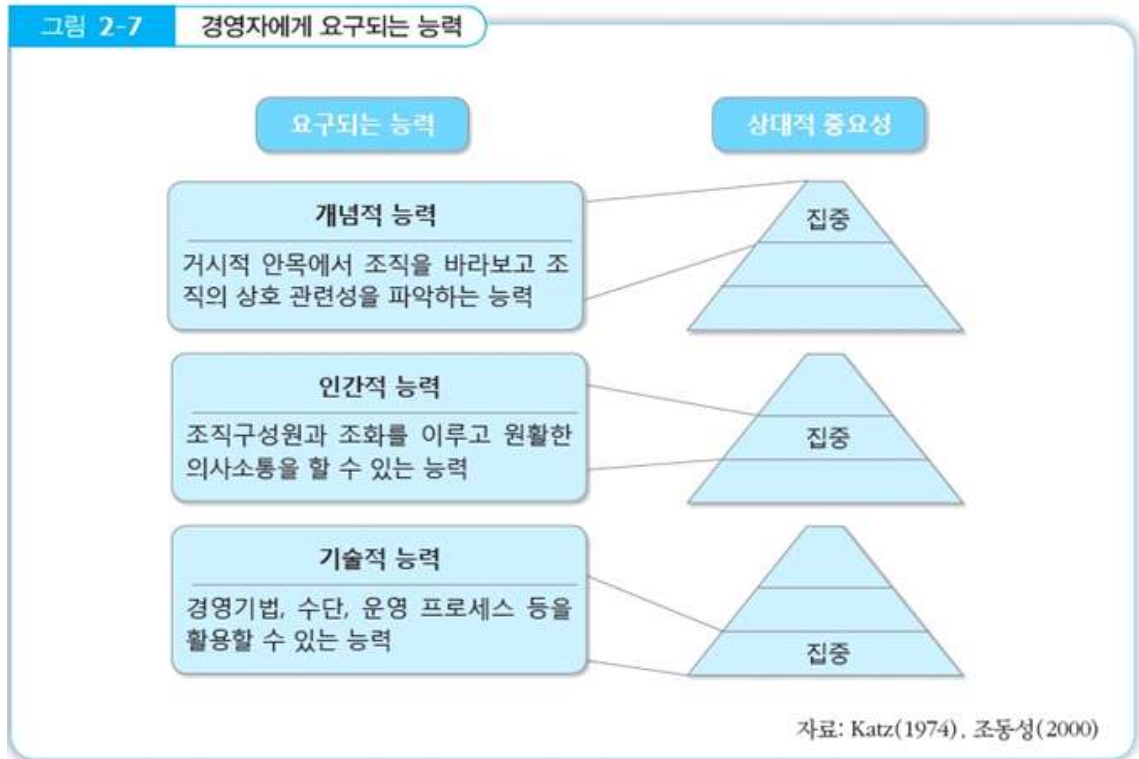 그림 2-7 경영자에게 요구되는 능력
요구되는 능력
상대적 중요성
개념적 능력
거시적 안목에서 조직을 바라보고 조
직의 상호 관련성을 파악하는 능력
집중
인간적 능력
조직구성원과 조화를 이루고 원활한
의사소통을 할 수 있는 능력
집중
기술적 능력
경영기법, 수단, 운영 프로세스 등을
활용할 수 있는 능력
집중
자료: Katz(1974), 조동성(2000)